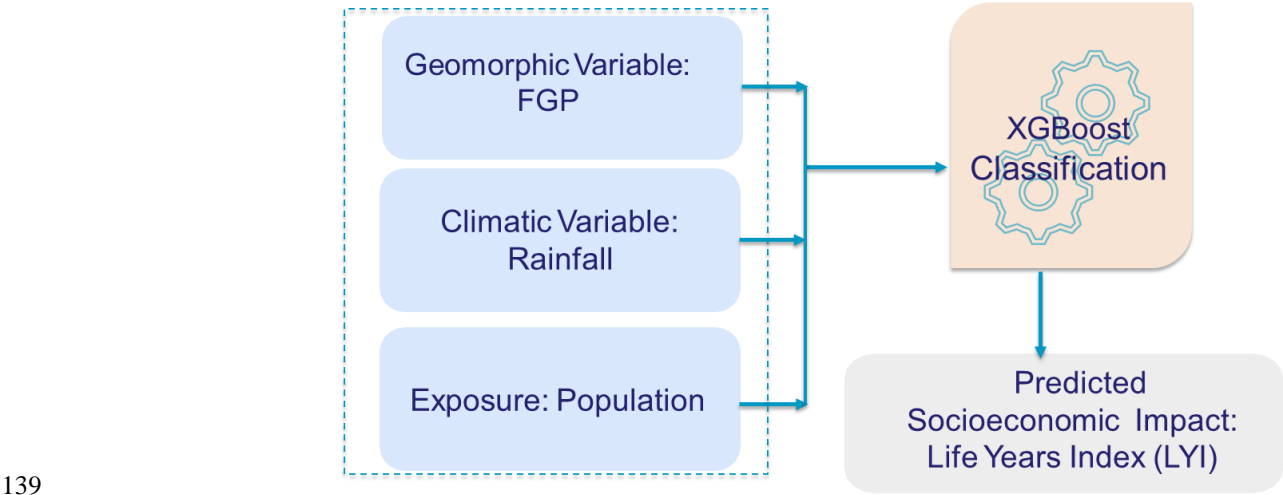 Geomorphic Variable:
FGP
Climatic Variable:
Rainfall
Exposure: Population
XGBoost
Classification
Predicted
Socioeconomic Impact:
Life Years Index (LYI)
139